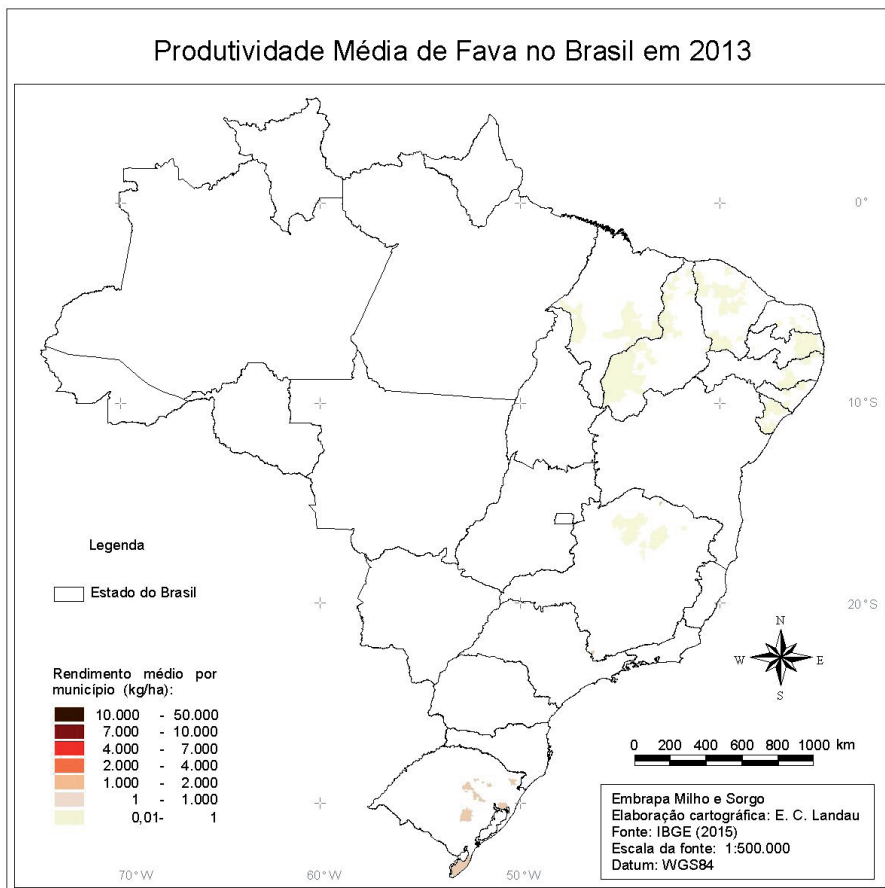 Produtividade Média de Fava no Brasil em 2013
0°
10°S
20°S
Legenda
Estado do Brasil
N
W E
S
Rendimento médio por
município (kg/ha):
10.000 - 50.000
7.000 - 10.000
4.000 - 7.000
2.000 - 4.000
1.000 - 2.000
1 - 1.000
0,01- 1
0 200 400 600 800 1000 km
Embrapa Milho e Sorgo
Elaboração cartográfica: E. C. Landau
Fonte: IBGE (2015)
Escala da fonte: 1:500.000
Datum: WGS84
70°W 60°W 50°W